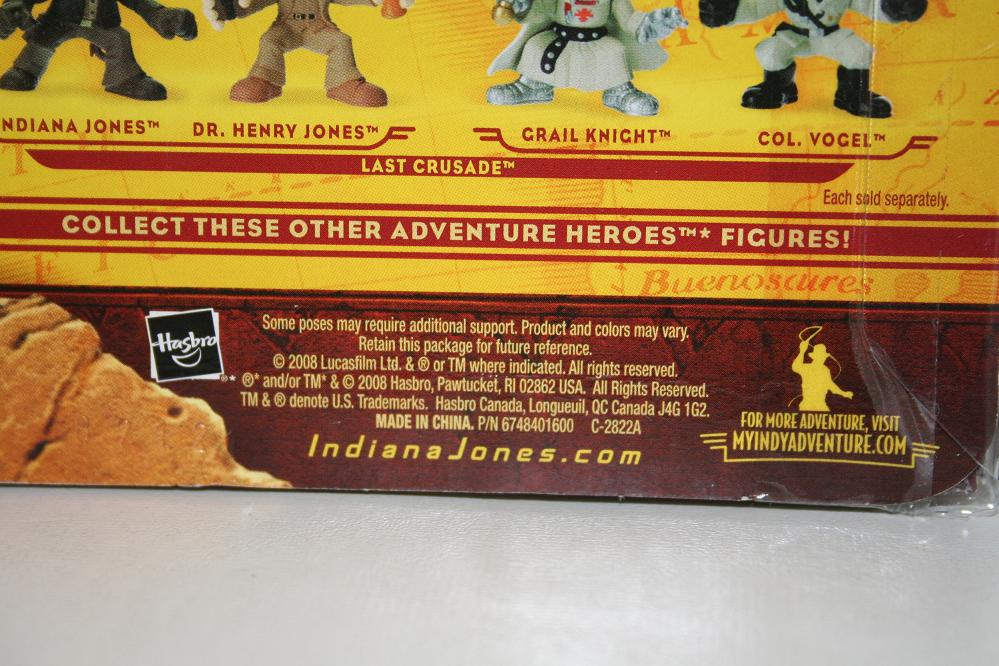 NDIANA JONES™ DR. HENRY JONES™ GRAIL KNIGHT™ COL. VOGEL™
LAST CRUSADE™
Each sold separately.
COLLECT THESE OTHER ADVENTURE HEROES™* FIGURES!
Buenos aires
Hasbro
Some poses may require additional support. Product and colors may vary.
Retain this package for future reference.
© 2008 Lucasfilm Ltd. & ® or TM where indicated. All rights reserved.
®* and/or TM* & © 2008 Hasbro, Pawtucket, RI 02862 USA. All Rights Reserved.
TM & ® denote U.S. Trademarks. Hasbro Canada, Longueuil, QC Canada J4G 1G2.
MADE IN CHINA. P/N 6748401600 C-2822A
IndianaJones.com
FOR MORE ADVENTURE, VISIT
MYINDYADVENTURE.COM